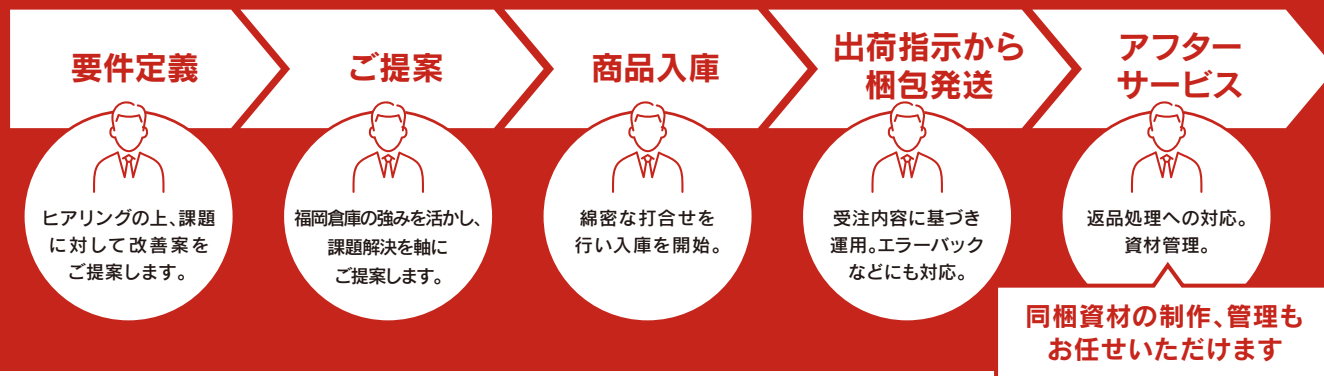 要件定義
ヒアリングの上、課題
に対して改善案を
ご提案します。
ご提案
福岡倉庫の強みを活かし、
課題解決を軸に
ご提案します。
商品入庫
綿密な打合せを
行い入庫を開始。
出荷指示から
梱包発送
受注内容に基づき
運用。エラーバック
などにも対応。
アフター
サービス
返品処理への対応。
資材管理。
同梱資材の制作、管理も
お任せいただけます